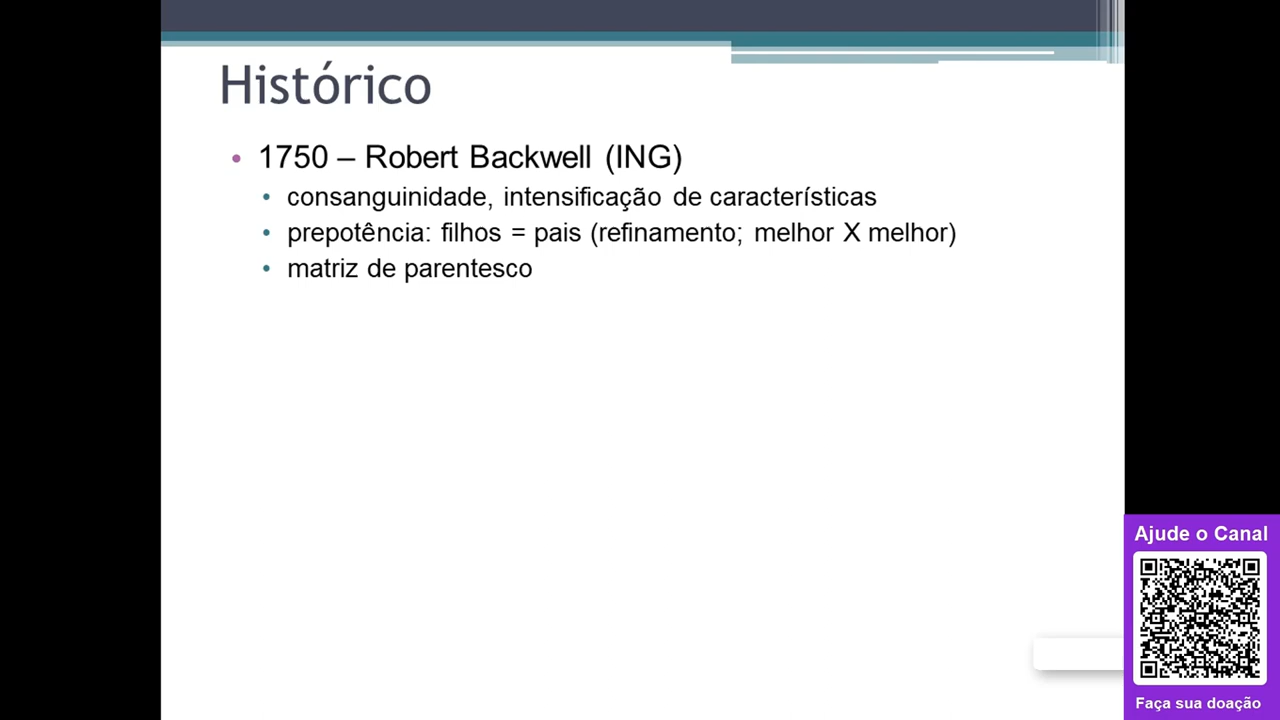 Histórico
• 1750 – Robert Backwell (ING)
• consanguinidade, intensificação de características
• prepotência: filhos = pais (refinamento; melhor X melhor)
• matriz de parentesco
Ajude o Canal
Faça sua doação